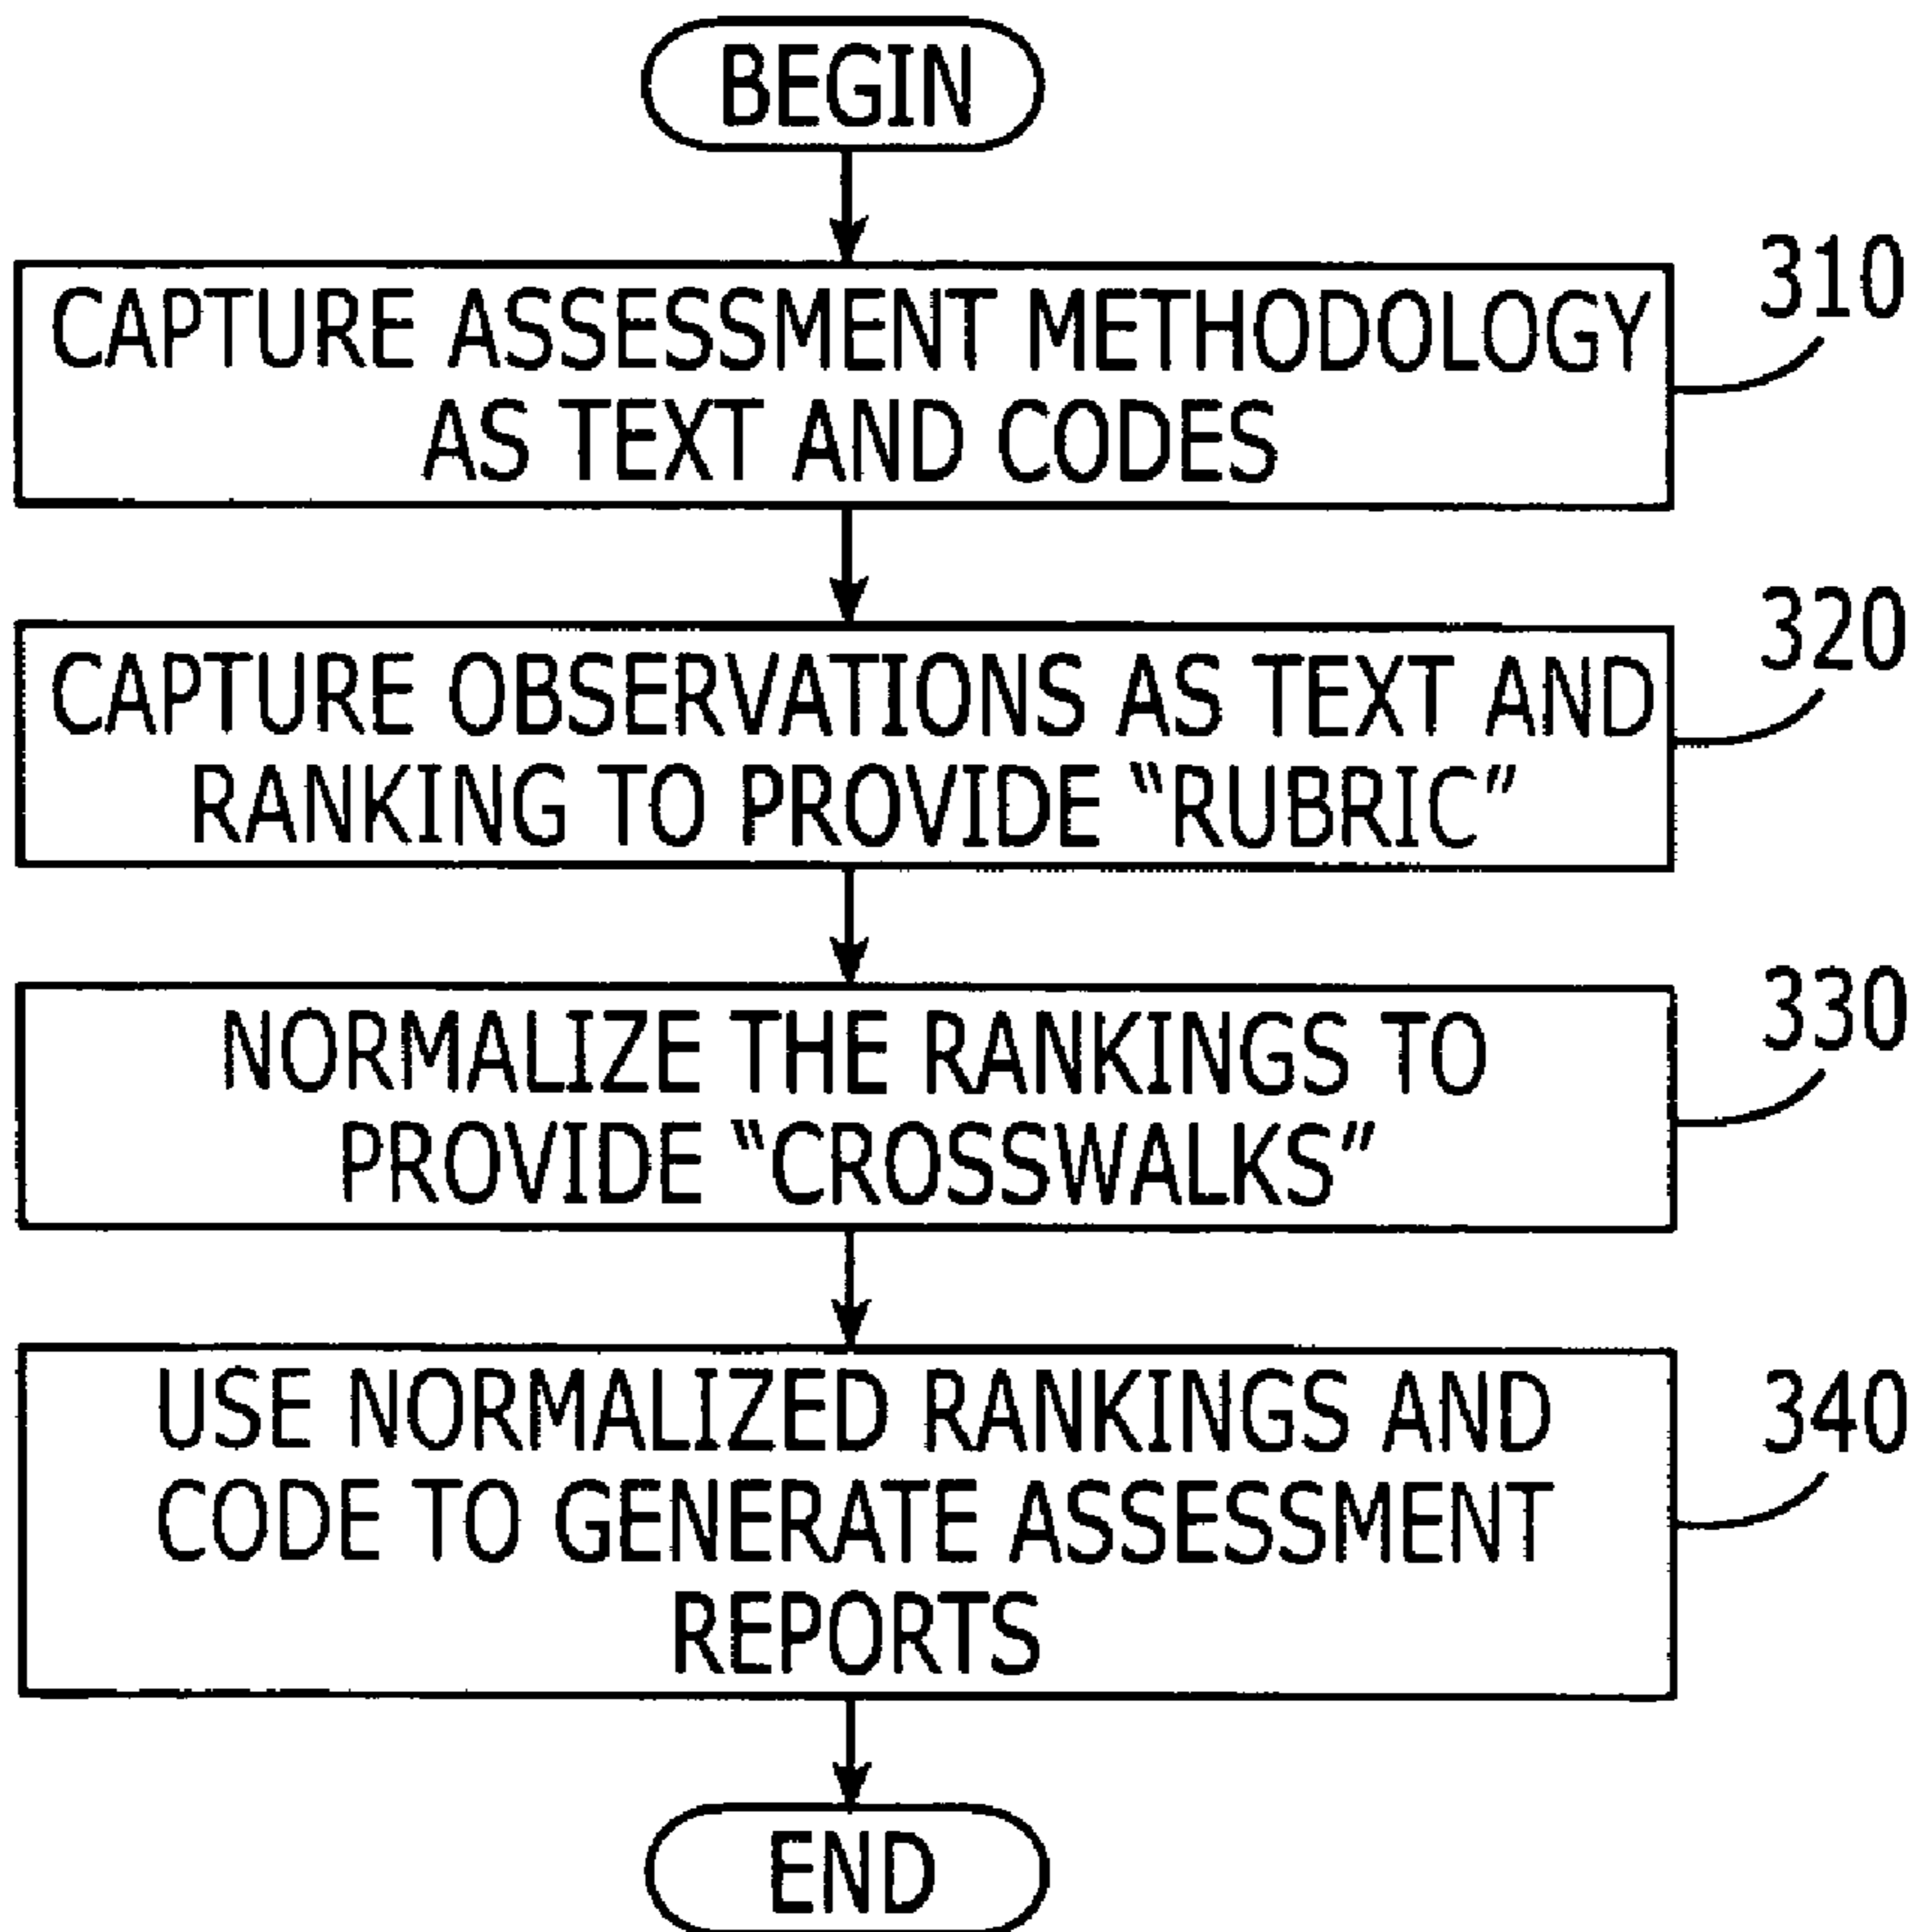 BEGIN
310
CAPTURE ASSESSMENT METHODOLOGY
AS TEXT AND CODES
320
CAPTURE OBSERVATIONS AS TEXT AND
RANKING TO PROVIDE “RUBRIC”
330
NORMALIZE THE RANKINGS TO
PROVIDE “CROSSWALKS”
340
USE NORMALIZED RANKINGS AND
CODE TO GENERATE ASSESSMENT
REPORTS
END